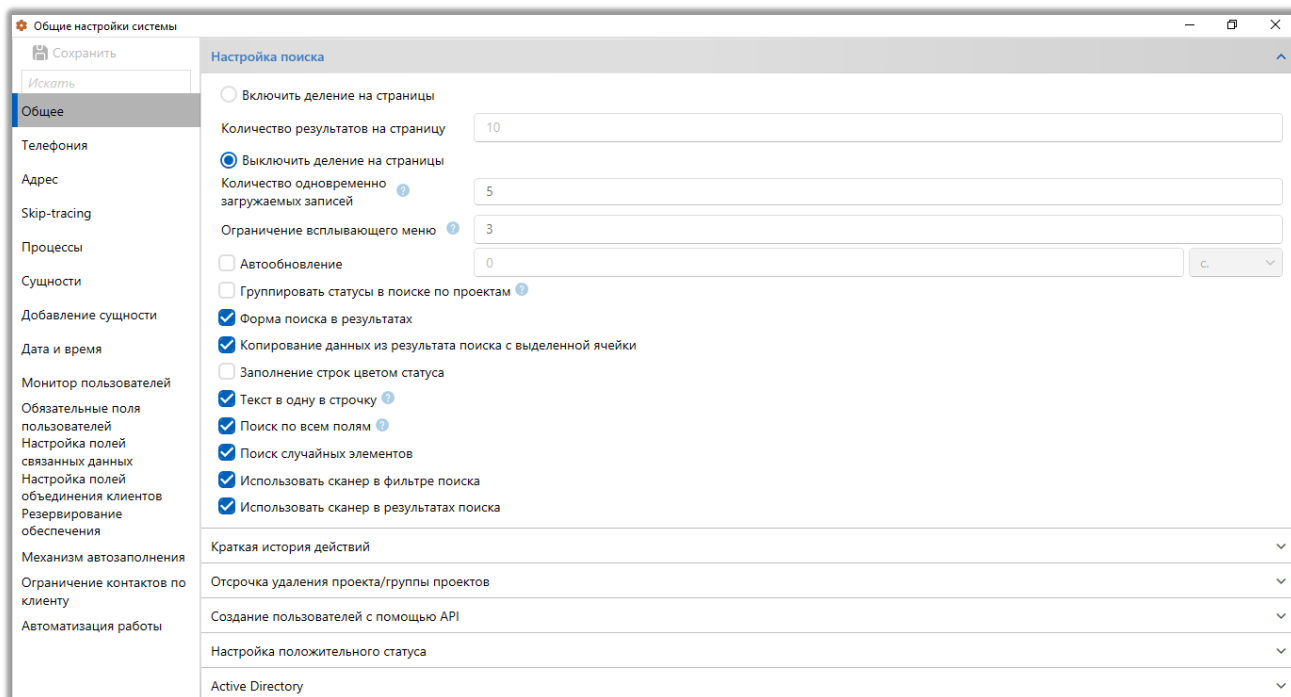 Общие настройки системы
Сохранить
Искать
Общее
Телефония
Адрес
Skip-tracing
Процессы
Сущности
Добавление сущности
Дата и время
Монитор пользователей
Обязательные поля
пользователей
Настройка полей
связанных данных
Настройка полей
объединения клиентов
Резервирование
обеспечения
Механизм автозаполнения
Ограничение контактов по
клиенту
Автоматизация работы
Настройка поиска
Включить деление на страницы
Количество результатов на страницу 10
Выключить деление на страницы
Количество одновременно
загружаемых записей ? 5
Ограничение всплывающего меню ? 3
Автообновление 0 с.
Группировать статусы в поиске по проектам ?
Форма поиска в результатах
Копирование данных из результата поиска с выделенной ячейки
Заполнение строк цветом статуса
Текст в одну в строчку ?
Поиск по всем полям ?
Поиск случайных элементов
Использовать сканер в фильтре поиска
Использовать сканер в результатах поиска
Краткая история действий
Отсрочка удаления проекта/группы проектов
Создание пользователей с помощью API
Настройка положительного статуса
Active Directory